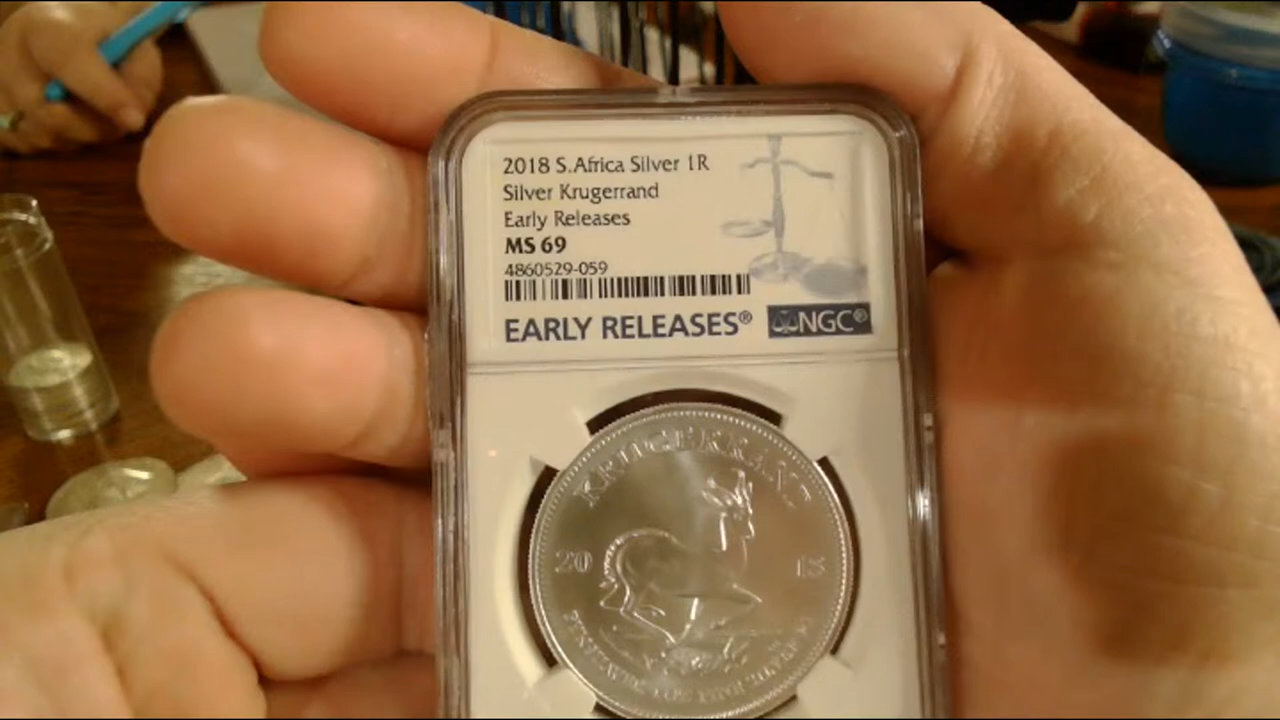 2018 S.Africa Silver 1R
Silver Krugerrand
Early Releases
MS 69
4860529-059
EARLY RELEASES® NGC®
KRUGERRAND
20 18